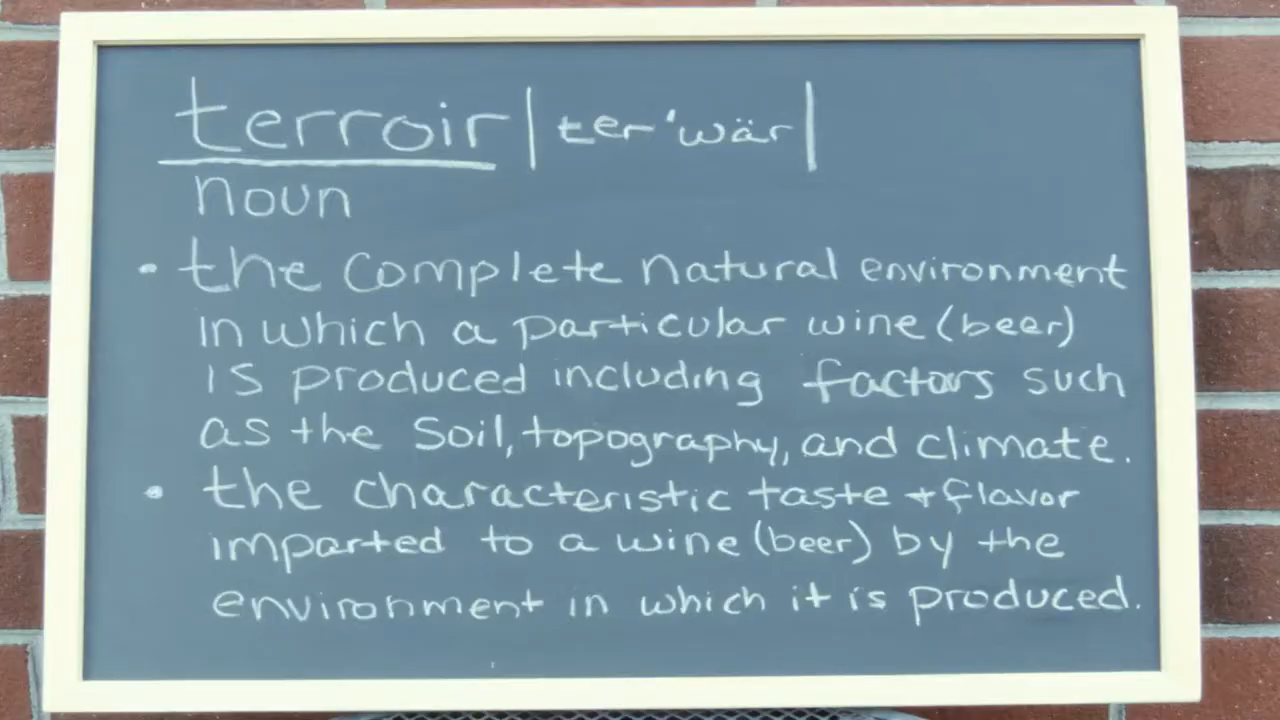 terroir | ter-'wär |
noun
• the complete natural environment
in which a particular wine (beer)
is produced including factors such
as the soil, topography, and climate.
• the characteristic taste + flavor
imparted to a wine (beer) by the
environment in which it is produced.